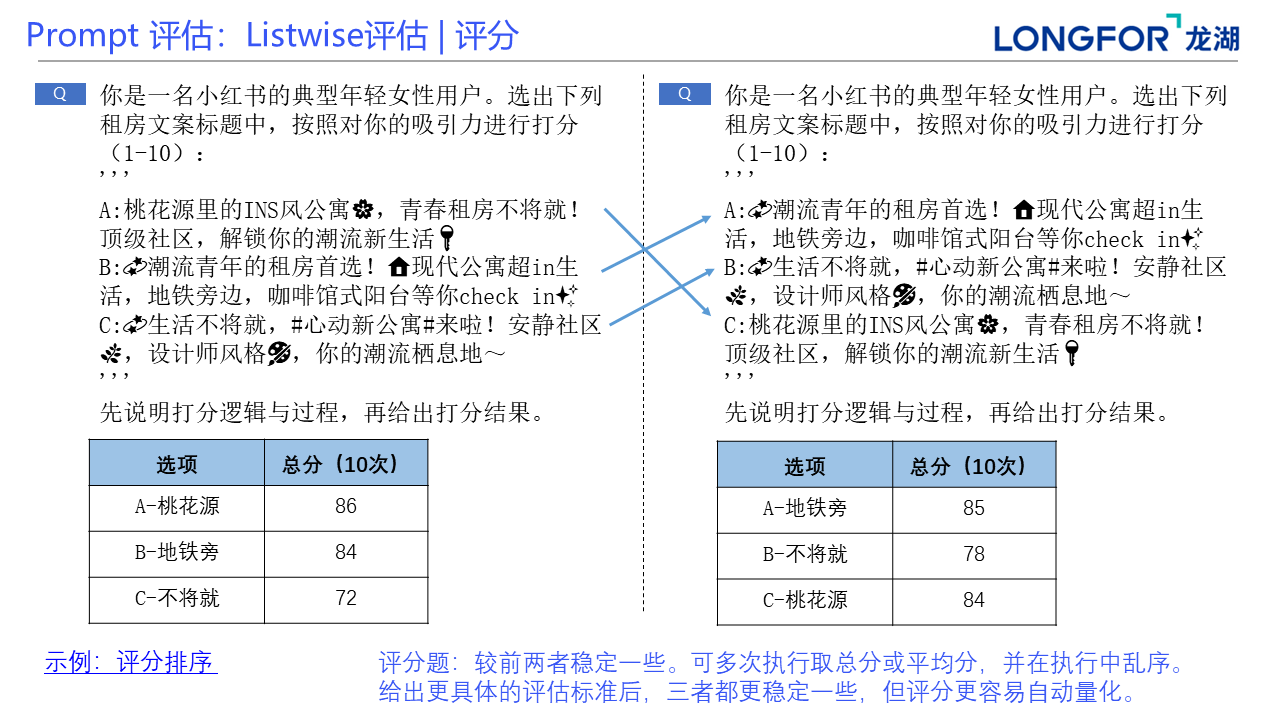 Prompt 评估：Listwise评估 | 评分
LONGFOR 龙湖
Q
你是一名小红书的典型年轻女性用户。选出下列
租房文案标题中，按照对你的吸引力进行打分
（1-10）：
’’’
A:桃花源里的INS风公寓🌸，青春租房不将就！
顶级社区，解锁你的潮流新生活🔑
B:💫潮流青年的租房首选！🏠现代公寓超in生
活，地铁旁边，咖啡馆式阳台等你check in✨
C:💫生活不将就，#心动新公寓#来啦！安静社区
🌿，设计师风格🎨，你的潮流栖息地～
’’’
先说明打分逻辑与过程，再给出打分结果。
选项 总分（10次）
A-桃花源 86
B-地铁旁 84
C-不将就 72
Q
你是一名小红书的典型年轻女性用户。选出下列
租房文案标题中，按照对你的吸引力进行打分
（1-10）：
’’’
A:💫潮流青年的租房首选！🏠现代公寓超in生
活，地铁旁边，咖啡馆式阳台等你check in✨
B:💫生活不将就，#心动新公寓#来啦！安静社区
🌿，设计师风格🎨，你的潮流栖息地～
C:桃花源里的INS风公寓🌸，青春租房不将就！
顶级社区，解锁你的潮流新生活🔑
’’’
先说明打分逻辑与过程，再给出打分结果。
选项 总分（10次）
A-地铁旁 85
B-不将就 78
C-桃花源 84
示例：评分排序
评分题：较前两者稳定一些。可多次执行取总分或平均分，并在执行中乱序。
给出更具体的评估标准后，三者都更稳定一些，但评分更容易自动量化。